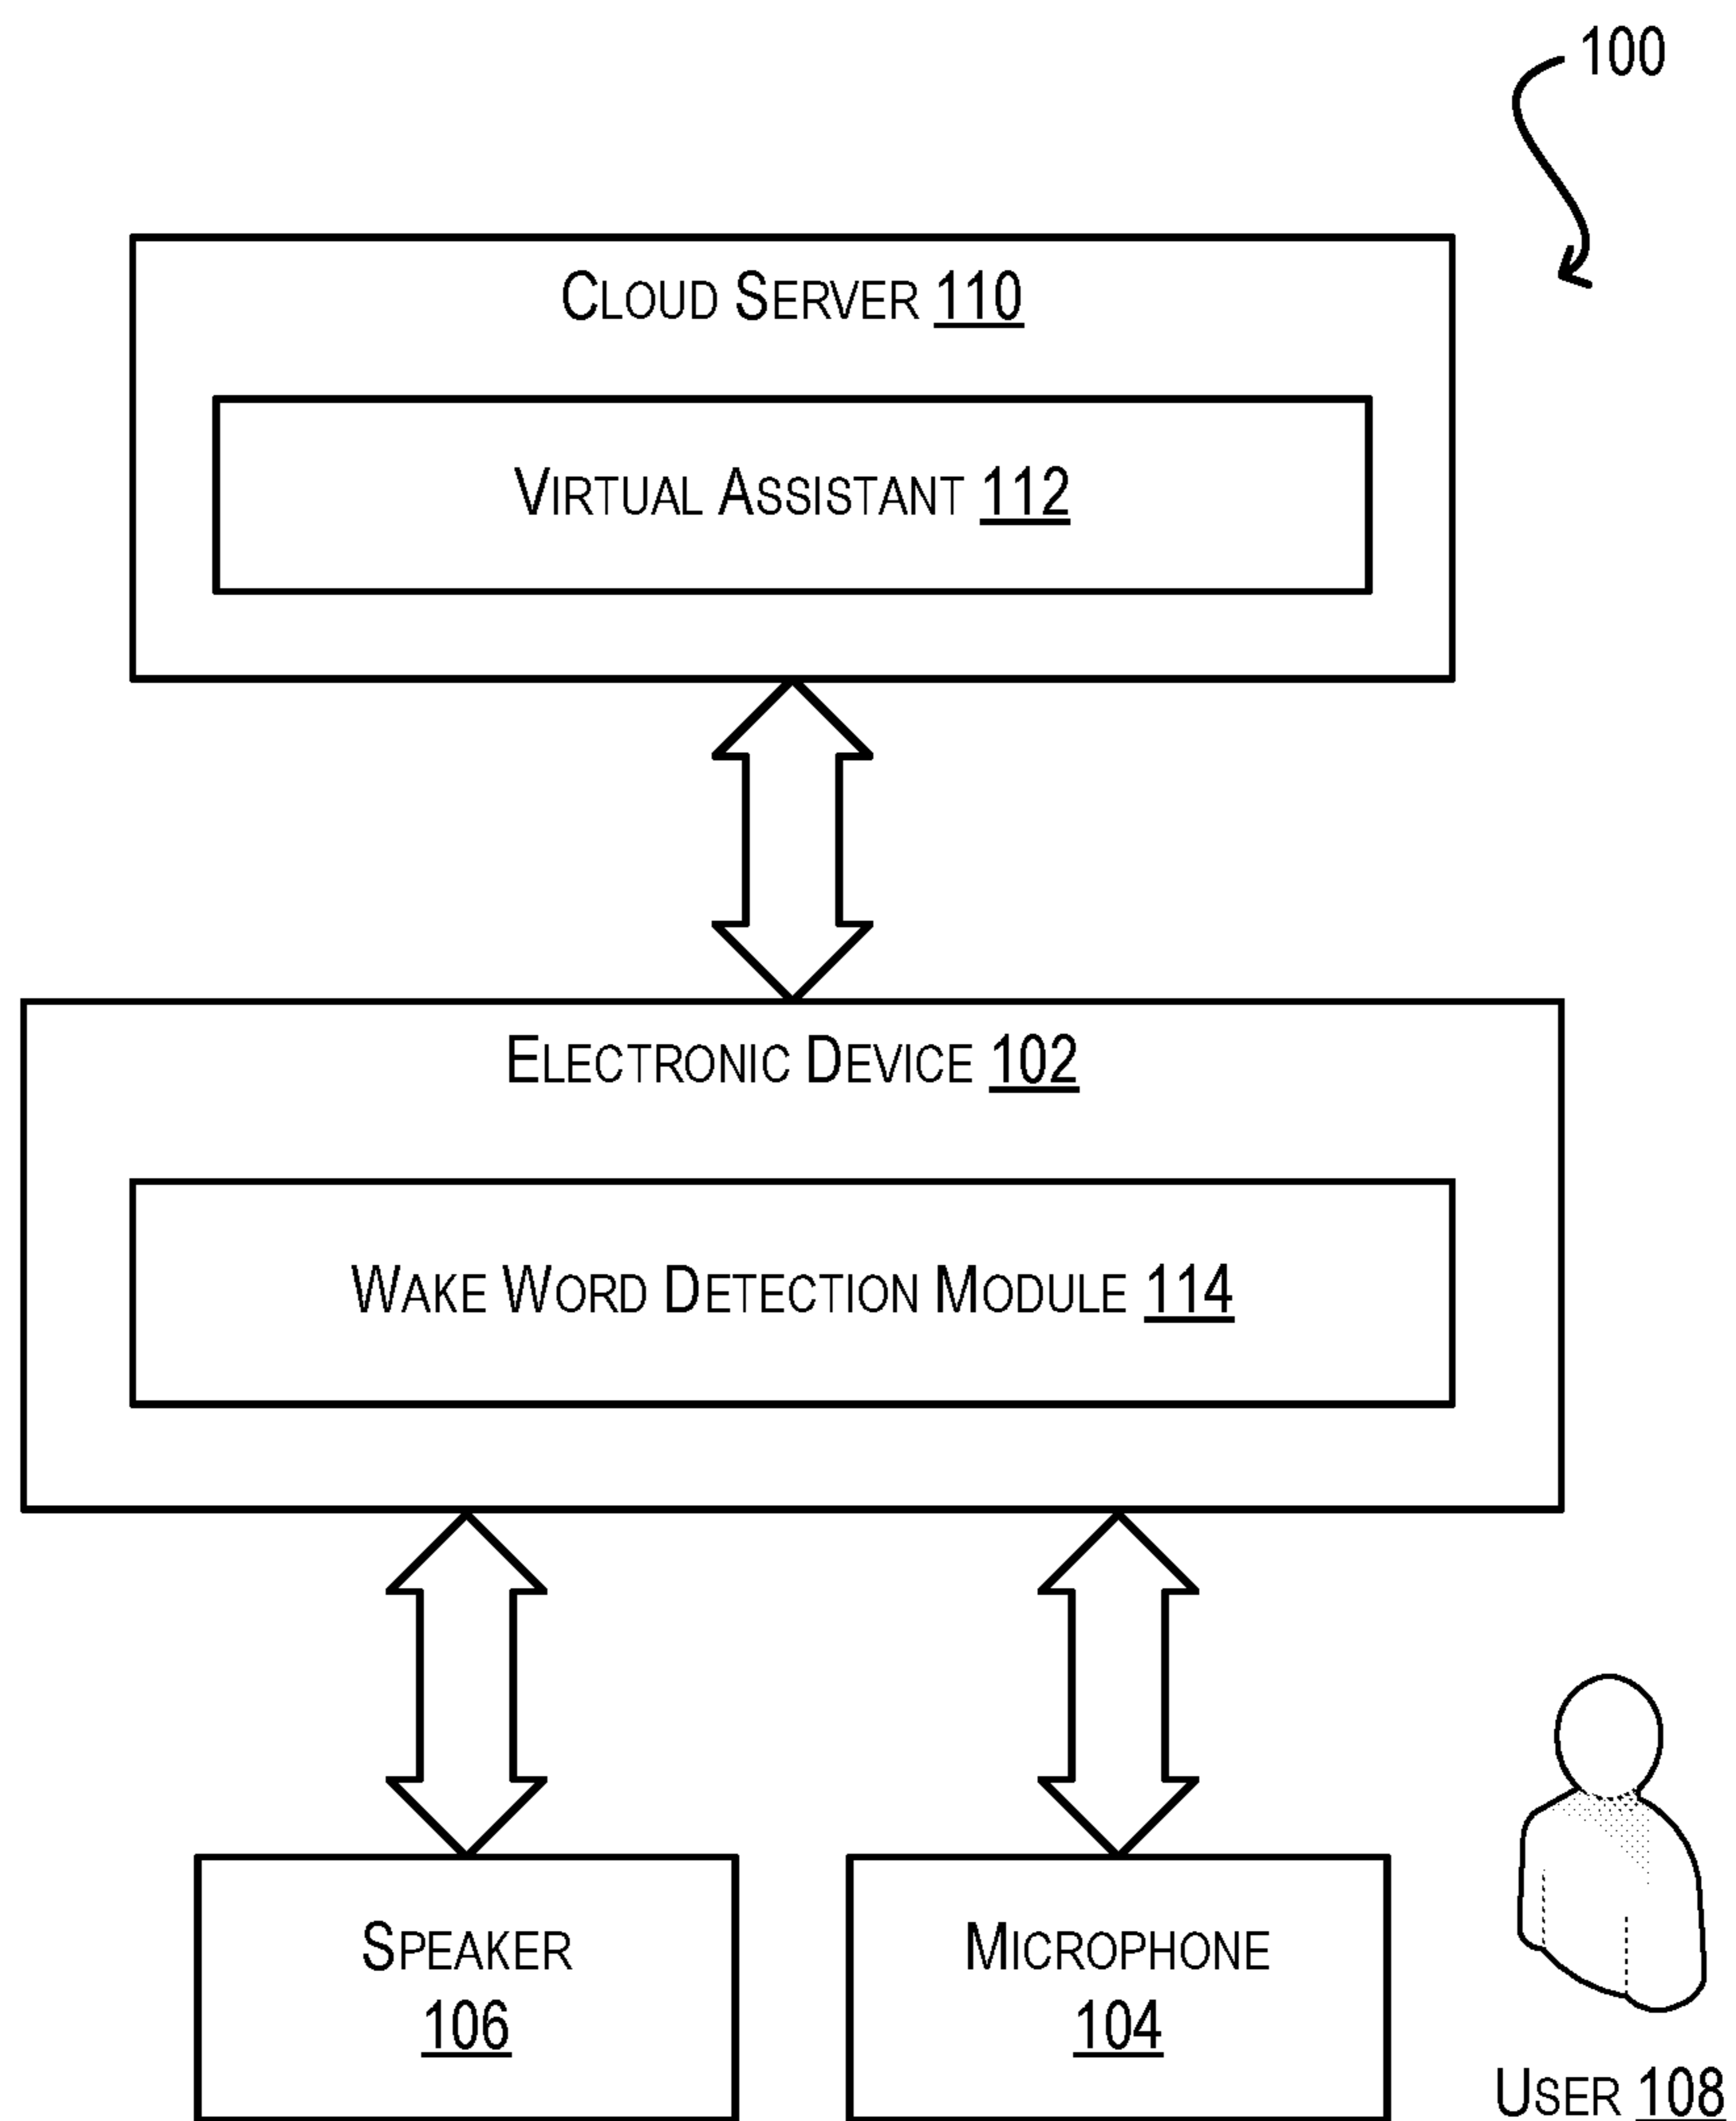 100
CLOUD SERVER 110
VIRTUAL ASSISTANT 112
ELECTRONIC DEVICE 102
WAKE WORD DETECTION MODULE 114
SPEAKER
106
MICROPHONE
104
USER 108